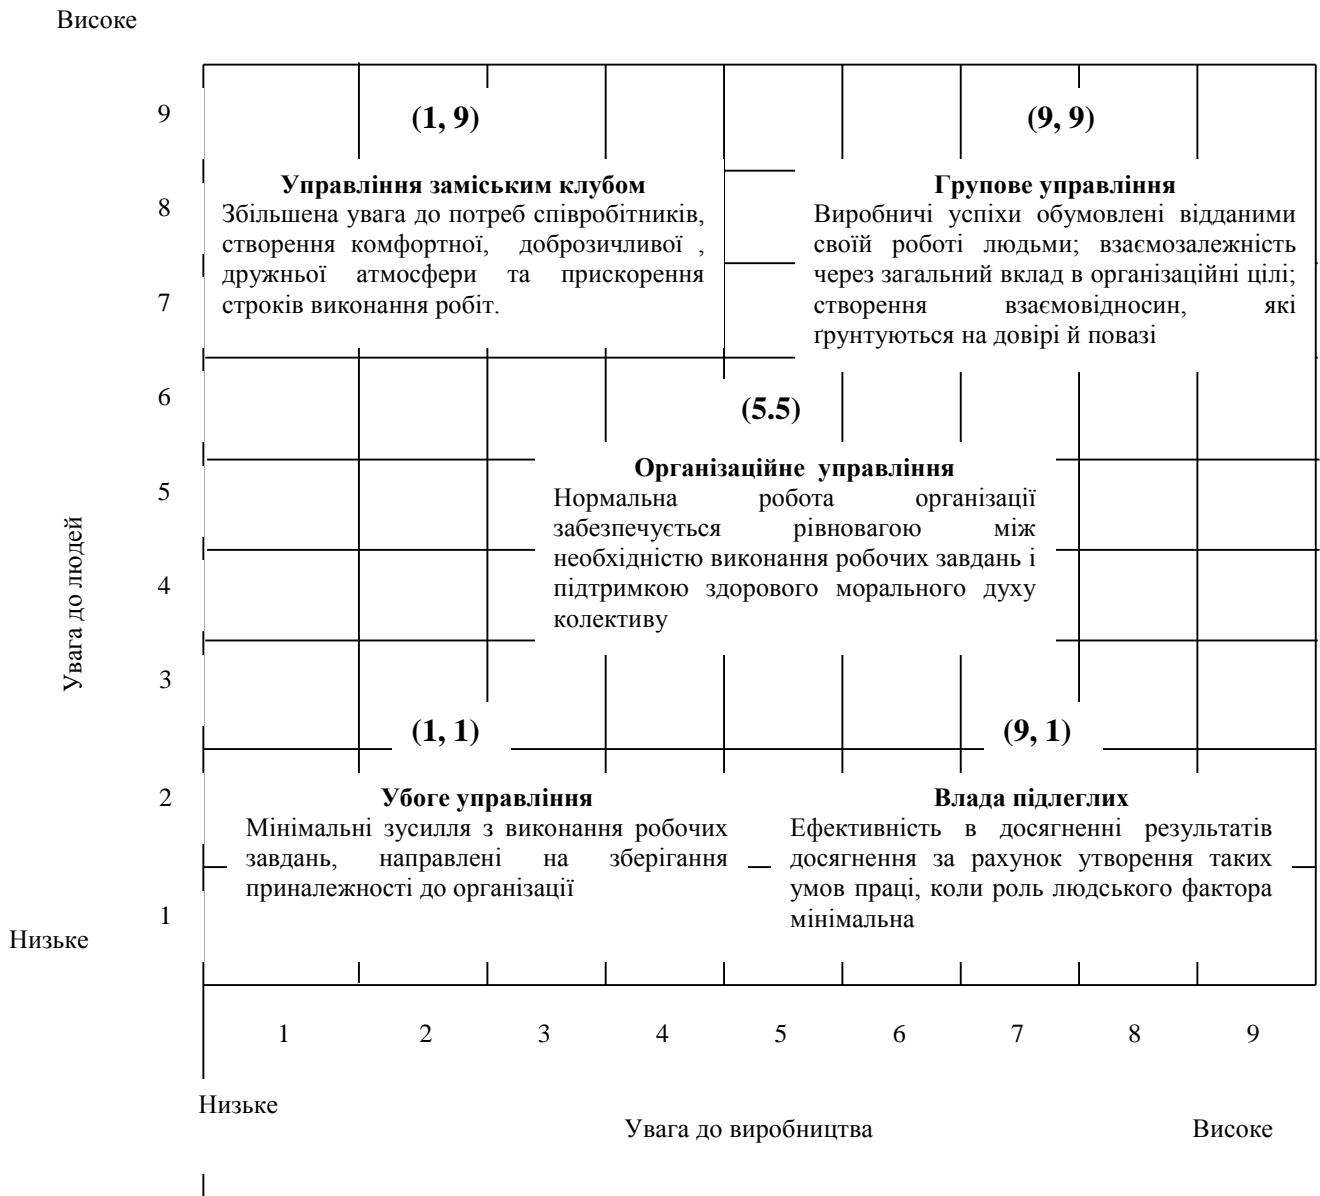 Високе
9
(1, 9)
(9, 9)
Управління заміським клубом
Збільшена увага до потреб співробітників,
створення комфортної, доброзичливої ,
дружньої атмосфери та прискорення
строків виконання робіт.
Групове управління
Виробничі успіхи обумовлені відданими
своїй роботі людьми; взаємозалежність
через загальний вклад в організаційні цілі;
створення взаємовідносин, які
ґрунтуються на довірі й повазі
8
7
6
(5.5)
Організаційне управління
Нормальна робота організації
забезпечується рівновагою між
необхідністю виконання робочих завдань і
підтримкою здорового морального духу
колективу
5
4
Увага до людей
3
(1, 1)
(9, 1)
2
Убоге управління
Мінімальні зусилля з виконання робочих
завдань, направлені на зберігання
приналежності до організації
Влада підлеглих
Ефективність в досягненні результатів
досягнення за рахунок утворення таких
умов праці, коли роль людського фактора
мінімальна
1
Низьке
1 2 3 4 5 6 7 8 9
Низьке
Увага до виробництва
Високе